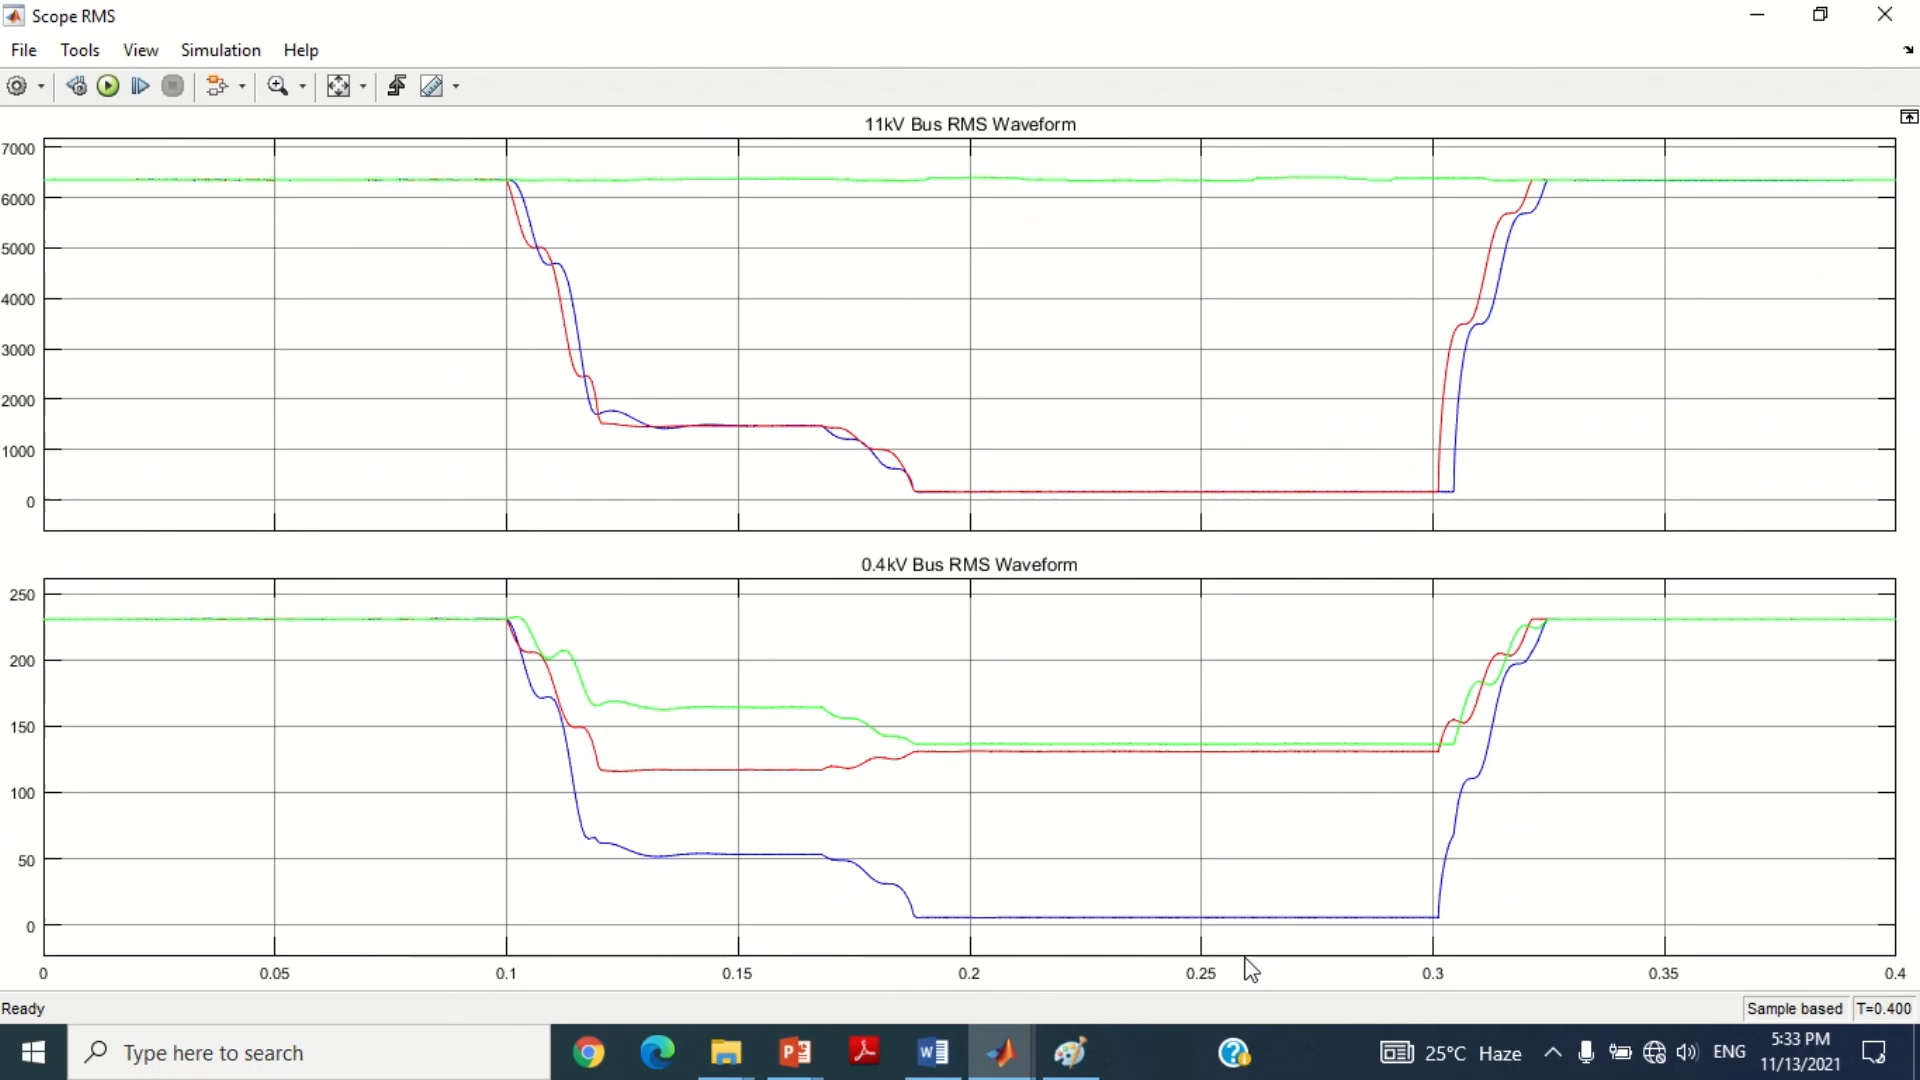 Scope RMS
File Tools View Simulation Help
11kV Bus RMS Waveform
7000
6000
5000
4000
3000
2000
1000
0
0.4kV Bus RMS Waveform
250
200
150
100
50
0
0 0.05 0.1 0.15 0.2 0.25 0.3 0.35 0.4
Ready Sample based T=0.400
Type here to search 25°C Haze ENG 5:33 PM
11/13/2021